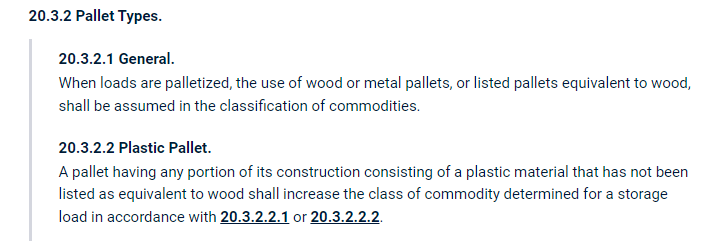 20.3.2 Pallet Types.
20.3.2.1 General.
When loads are palletized, the use of wood or metal pallets, or listed pallets equivalent to wood,
shall be assumed in the classification of commodities.
20.3.2.2 Plastic Pallet.
A pallet having any portion of its construction consisting of a plastic material that has not been
listed as equivalent to wood shall increase the class of commodity determined for a storage
load in accordance with 20.3.2.2.1 or 20.3.2.2.2.